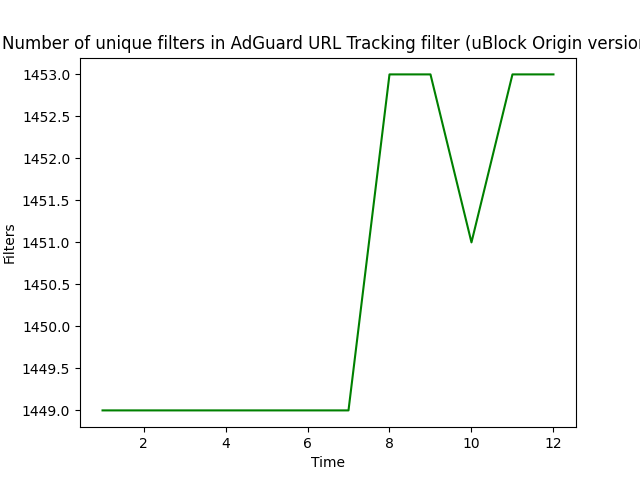 Number of unique filters in AdGuard URL Tracking filter (uBlock Origin version
1453.0
1452.5
1452.0
1451.5
1451.0
1450.5
1450.0
1449.5
1449.0
Filters
2 4 6 8 10 12
Time